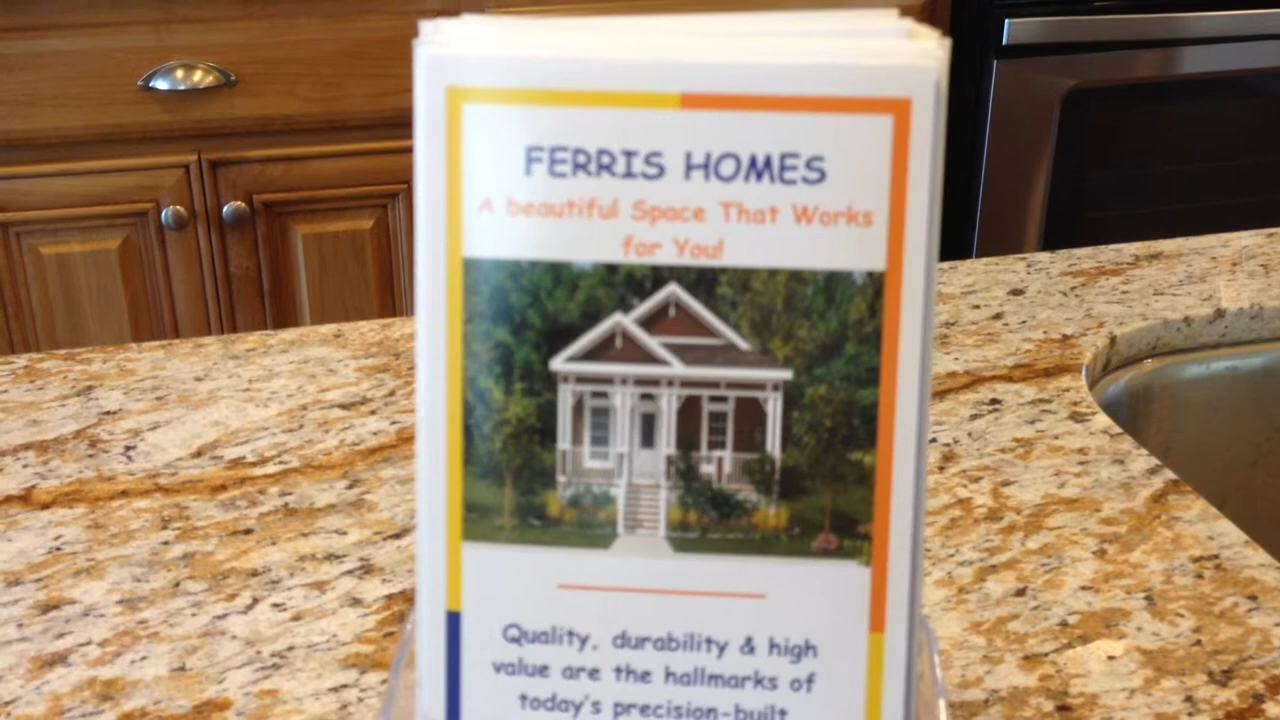 FERRIS HOMES
A beautiful Space That Works
for You!
Quality, durability & high
value are the hallmarks of
today's precision-built